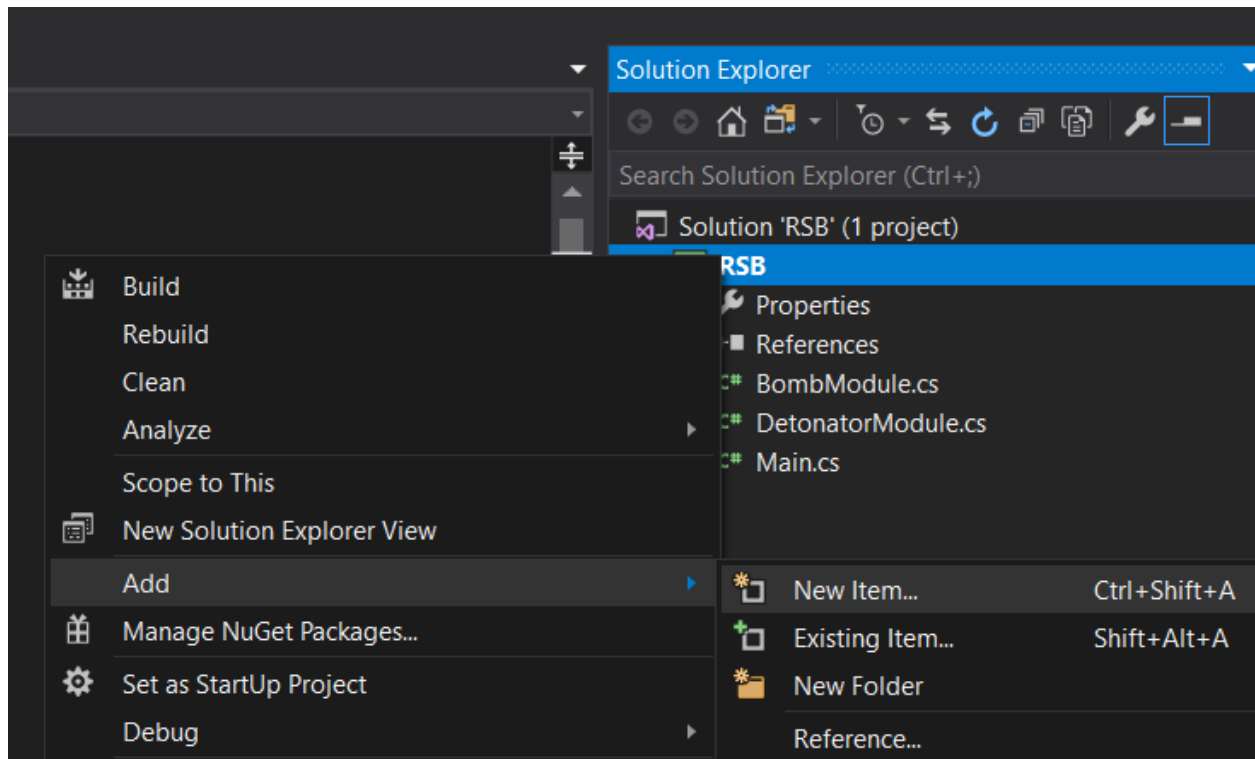 Solution Explorer
Search Solution Explorer (Ctrl+;)
Solution 'RSB' (1 project)
RSB
Properties
References
C# BombModule.cs
C# DetonatorModule.cs
C# Main.cs
Build
Rebuild
Clean
Analyze
Scope to This
New Solution Explorer View
Add
Manage NuGet Packages...
Set as StartUp Project
Debug
New Item... Ctrl+Shift+A
Existing Item... Shift+Alt+A
New Folder
Reference...